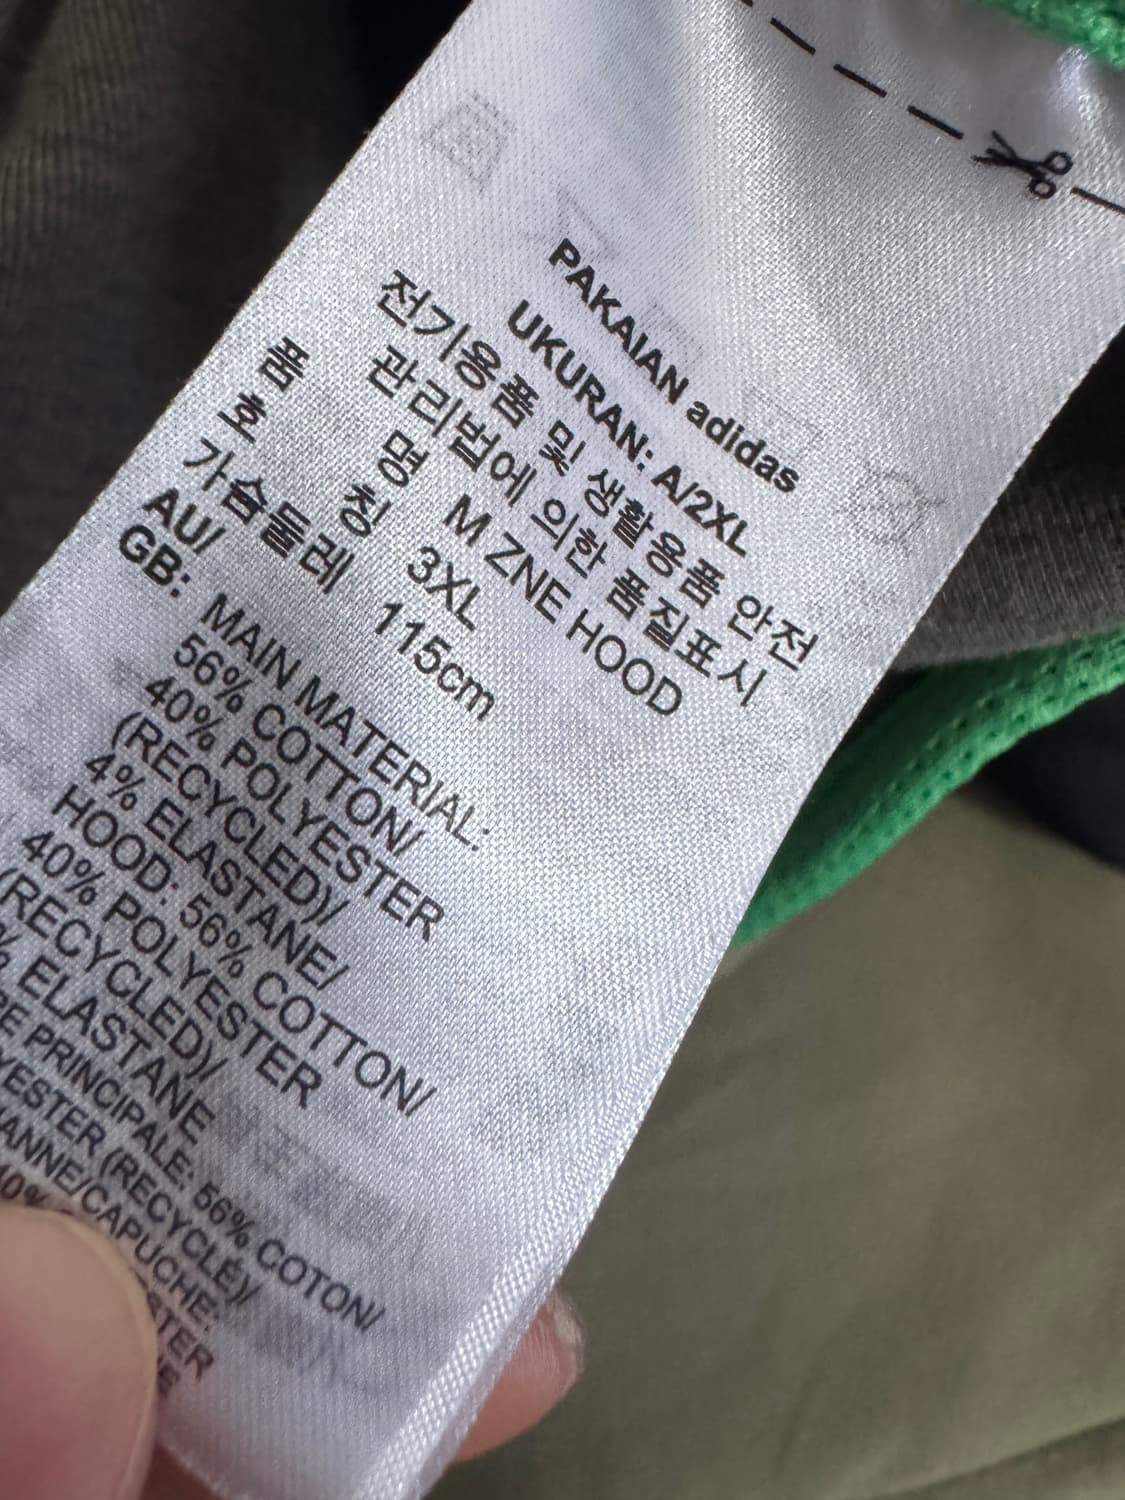 PAKAIAN adidas
UKURAN: A/2XL
전기용품 및 생활용품 안전
관리법에 의한 품질표시
품 명 M ZNE HOOD
호 칭 3XL
가슴둘레 115cm
AU/
GB: MAIN MATERIAL:
56% COTTON/
40% POLYESTER
(RECYCLED)/
4% ELASTANE/
HOOD: 56% COTTON/
40% POLYESTER
(RECYCLED)/
% ELASTANE
PRINCIPALE: 56% COTON/
(RECYCLÉ)/
CAPUCHE: